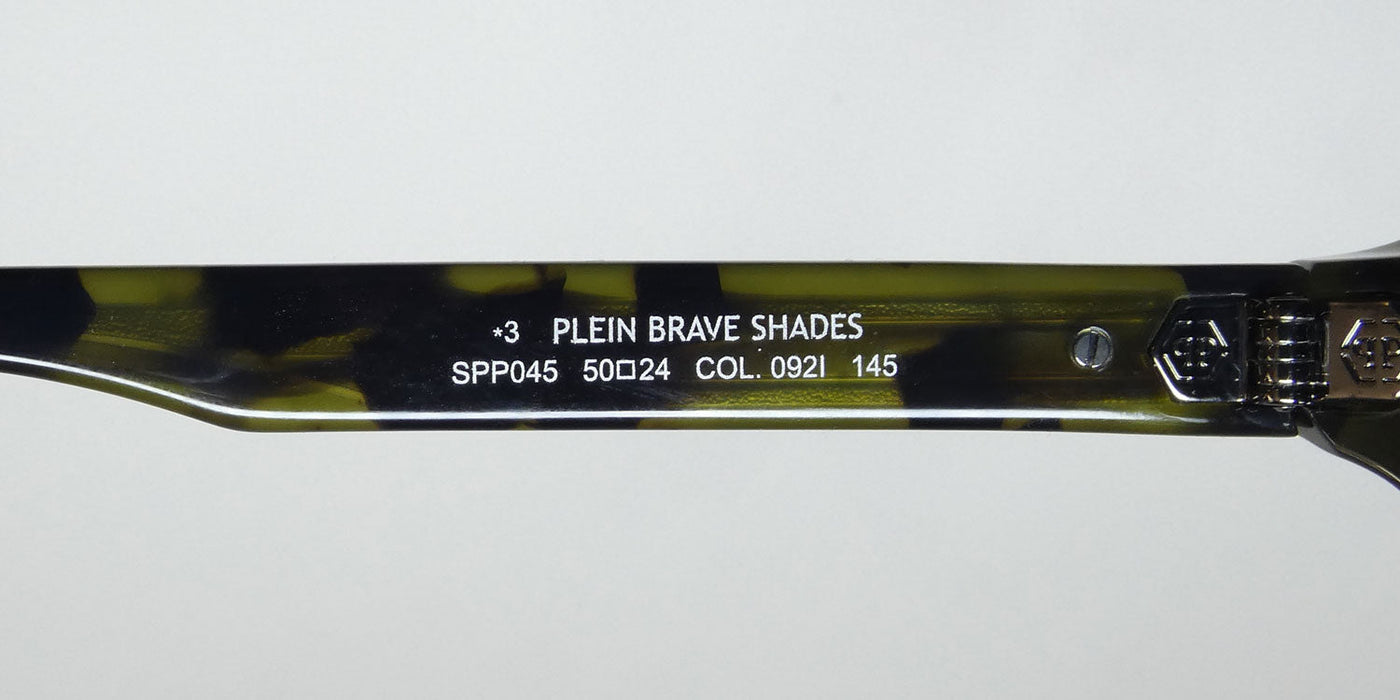 *3 PLEIN BRAVE SHADES
SPP045 50□24 COL. 092I 145